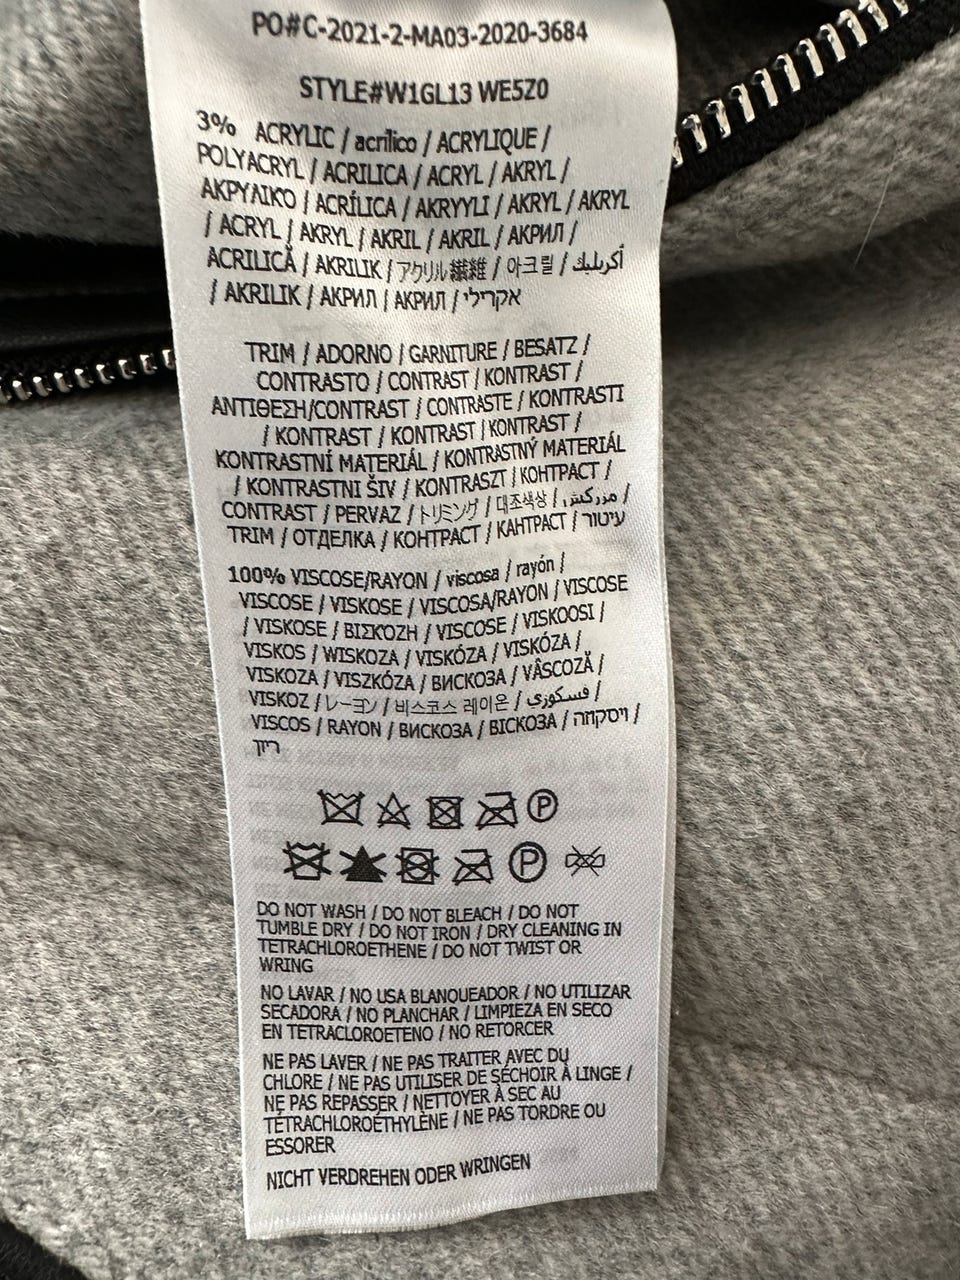 PO#C-2021-2-MA03-2020-3684
STYLE#W1GL13 WE5Z0
3% ACRYLIC / acrílico / ACRYLIQUE /
POLYACRYL / ACRILICA / ACRYL / AKRYL /
ΑΚΡΥΛΙΚΌ / ACRÍLICA / AKRYYLI / AKRYL / AKRYL
/ ACRYL / AKRYL / AKRIL / AKRIL / АКРИЛ /
ACRILICĂ / AKRILIK / アクリル繊維 / 아크릴 / أكريليك
/ AKRILIK / АКРИЛ / АКРИЛ / אקרילי
TRIM / ADORNO / GARNITURE / BESATZ /
CONTRASTO / CONTRAST / KONTRAST /
ΑΝΤΙΘΕΣΗ/CONTRAST / CONTRASTE / KONTRASTI
/ KONTRAST / KONTRAST / KONTRAST /
KONTRASTNÍ MATERIÁL / KONTRASTNÝ MATERIÁL
/ KONTRASTNI ŠIV / KONTRASZT / КОНТРАСТ /
CONTRAST / PERVAZ / トリミング / 대조색상 / مزركش /
TRIM / ОТДЕЛКА / КОНТРАСТ / КАНТРАСТ / עיטור
100% VISCOSE/RAYON / viscosa / rayón /
VISCOSE / VISKOSE / VISCOSA/RAYON / VISCOSE
/ VISKOSE / ΒΙΣΚΌΖΗ / VISCOSE / VISKOOSI /
VISKOS / WISKOZA / VISKÓZA / VISKÓZA /
VISKOZA / VISZKÓZA / ВИСКОЗА / VÂSCOZĂ /
VISKOZ / レーヨン / 비스코스 레이온 / فسكوزي /
VISCOS / RAYON / ВИСКОЗА / ВІСКОЗА / ויסקוזה /
ריון
P
P
DO NOT WASH / DO NOT BLEACH / DO NOT
TUMBLE DRY / DO NOT IRON / DRY CLEANING IN
TETRACHLOROETHENE / DO NOT TWIST OR
WRING
NO LAVAR / NO USA BLANQUEADOR / NO UTILIZAR
SECADORA / NO PLANCHAR / LIMPIEZA EN SECO
EN TETRACLOROETENO / NO RETORCER
NE PAS LAVER / NE PAS TRAITER AVEC DU
CHLORE / NE PAS UTILISER DE SÉCHOIR À LINGE /
NE PAS REPASSER / NETTOYER À SEC AU
TÉTRACHLOROÉTHYLÈNE / NE PAS TORDRE OU
ESSORER
NICHT VERDREHEN ODER WRINGEN